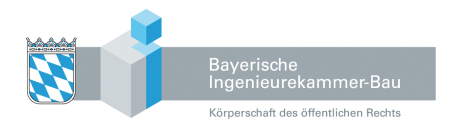 Bayerische
Ingenieurekammer-Bau
Körperschaft des öffentlichen Rechts